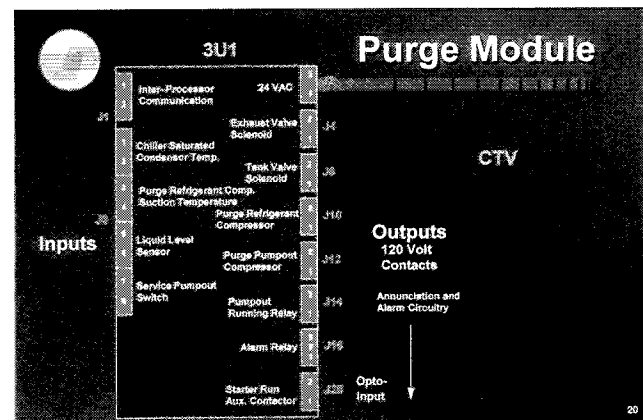 3U1
Purge Module
Inter-Processor
Communication
J1
Chiller Saturated
Condensor Temp.
Purge Refrigerant Comp.
Suction Temperature
Inputs
Liquid Level
Sensor
Service Pumpout
Switch
24 VAC
Exhaust Valve
Solenoid
J4
Tank Valve
Solenoid
Purge Refrigerant
Compressor
J10
Purge Pumpout
Compressor
J12
Pumpout
Running Relay
J14
Alarm Relay
J16
Starter Run
Aux. Contactor
CTV
Outputs
120 Volt
Contacts
Annunciation and
Alarm Circuitry
Opto-
Input
20